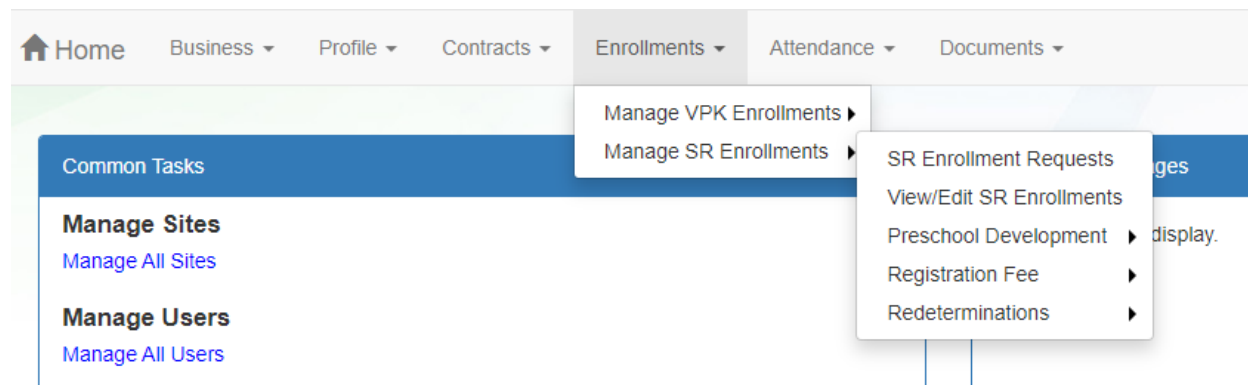 Home Business Profile Contracts Enrollments Attendance Documents
Manage VPK Enrollments
Manage SR Enrollments
SR Enrollment Requests
View/Edit SR Enrollments
Preschool Development
Registration Fee
Redeterminations
Common Tasks
Manage Sites
Manage All Sites
Manage Users
Manage All Users
display.